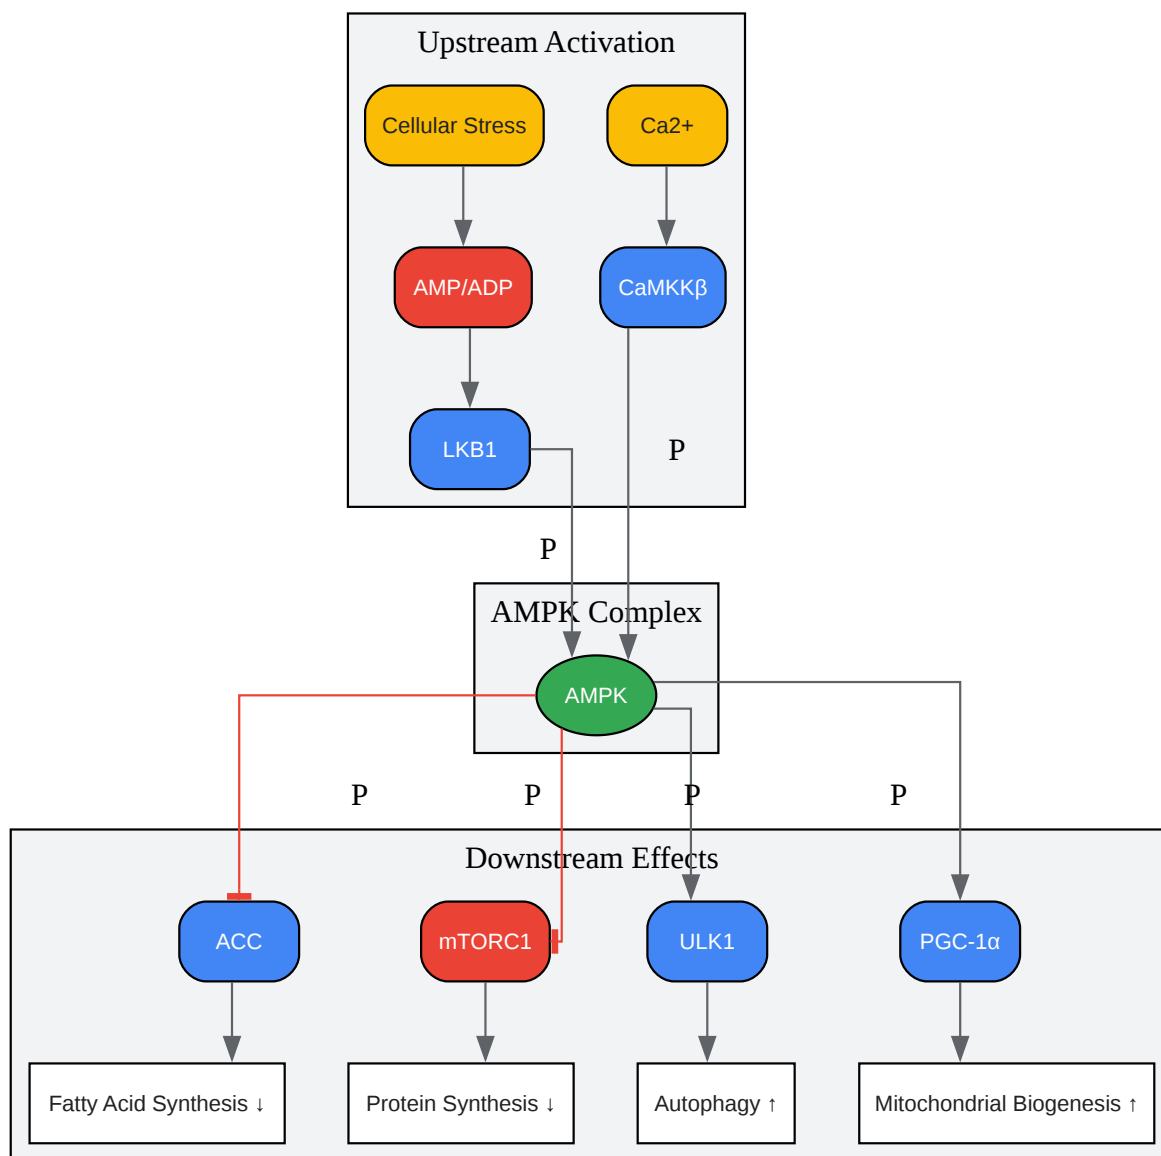 Upstream Activation
Cellular Stress
Ca2+
AMP/ADP
CaMKKβ
LKB1
P
P
AMPK Complex
AMPK
P
P
P
P
Downstream Effects
ACC
mTORC1
ULK1
PGC-1α
Fatty Acid Synthesis ↓
Protein Synthesis ↓
Autophagy ↑
Mitochondrial Biogenesis ↑